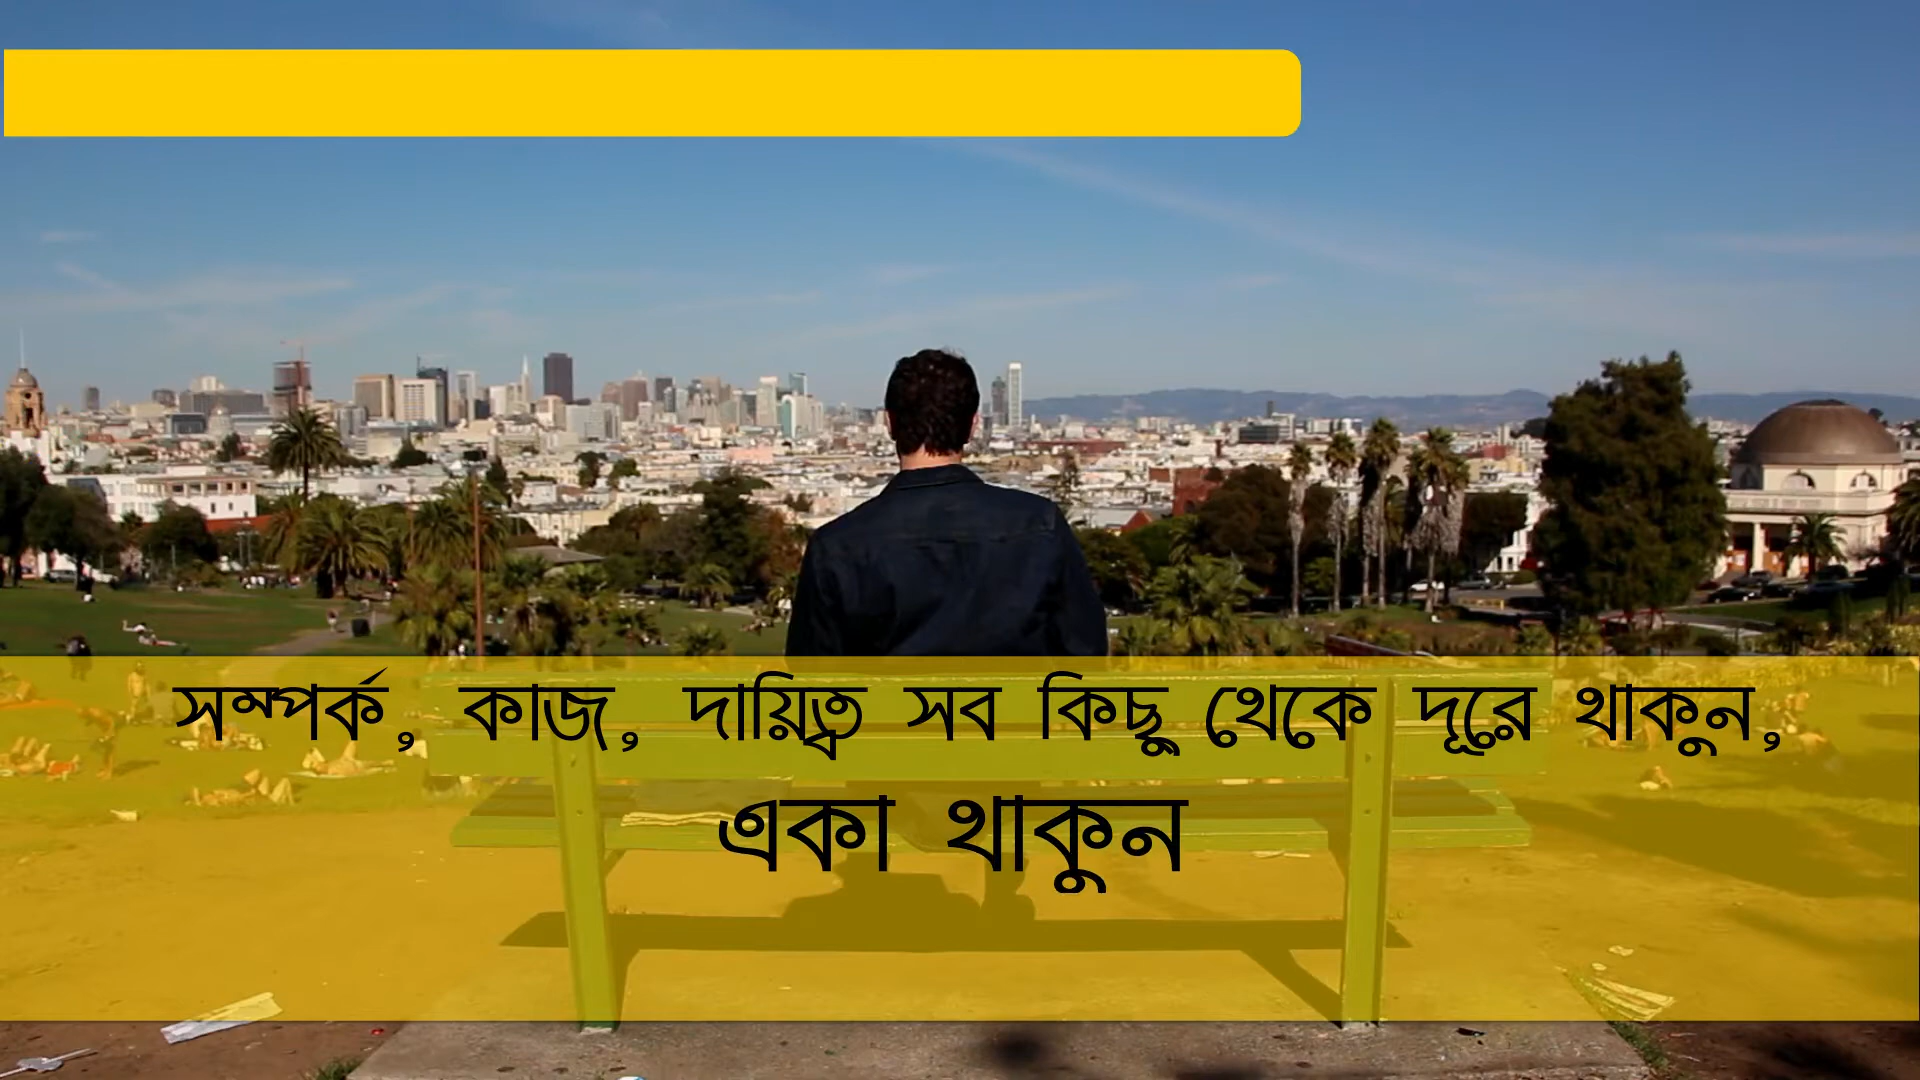 সম্পর্ক, কাজ, দায়িত্ব সব কিছু থেকে দূরে থাকুন,
একা থাকুন